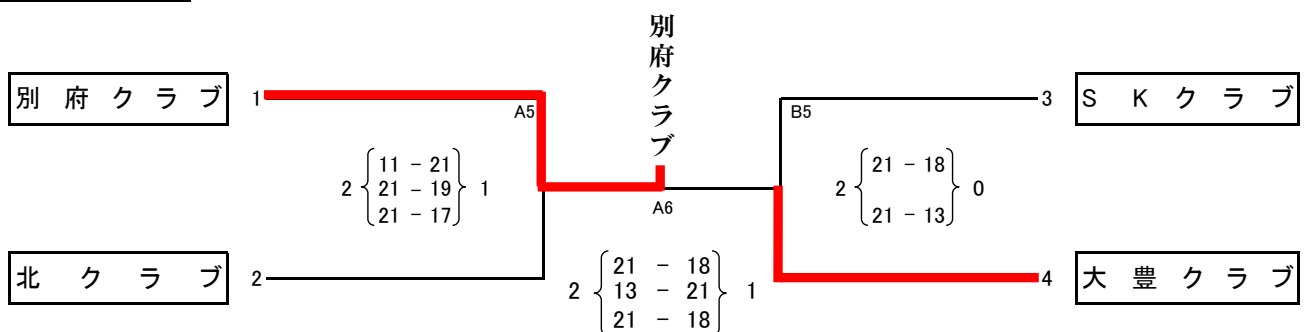 別府クラブ
別府クラブ 1
A5
B5
3 SKクラブ
2 { 11 − 21 } 1
21 − 19
21 − 17
2 { 21 − 18 } 0
21 − 13
A6
北クラブ 2
4 大豊クラブ
2 { 21 − 18 } 1
13 − 21
21 − 18